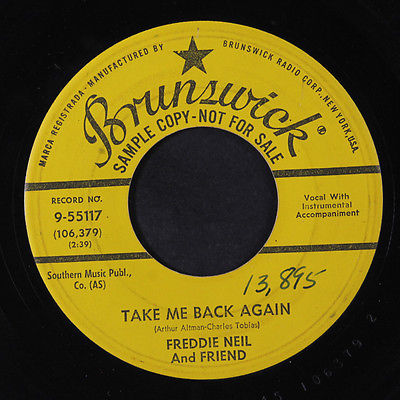 MARCA REGISTRADA - MANUFACTURED BY BRUNSWICK RADIO CORP., NEW YORK, USA
Brunswick®
SAMPLE COPY-NOT FOR SALE
RECORD NO.
9-55117
(106,379)
(2:39)
Vocal With
Instrumental
Accompaniment
Southern Music Publ.,
Co. (AS)
13,895
TAKE ME BACK AGAIN
(Arthur Altman-Charles Tobias)
FREDDIE NEIL
And FRIEND
106379